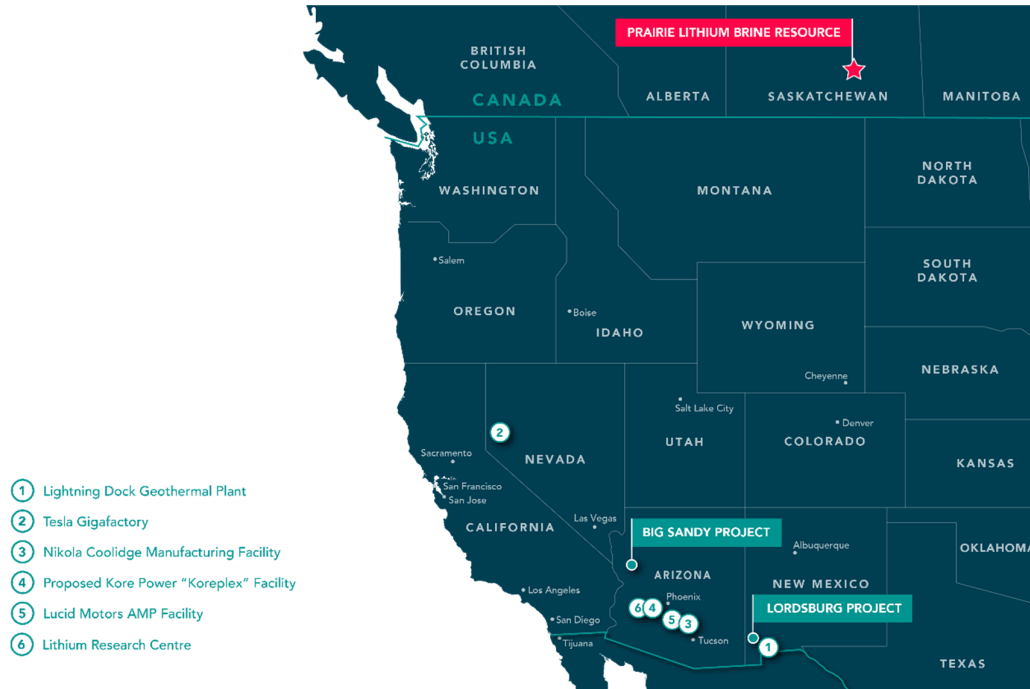 PRAIRIE LITHIUM BRINE RESOURCE
BRITISH
COLUMBIA
ALBERTA
SASKATCHEWAN
MANITOBA
CANADA
USA
WASHINGTON
MONTANA
NORTH
DAKOTA
Salem
SOUTH
DAKOTA
OREGON
Boise
IDAHO
WYOMING
Cheyenne
NEBRASKA
Salt Lake City
Denver
UTAH
COLORADO
2
NEVADA
Sacramento
KANSAS
San Francisco
San Jose
CALIFORNIA
Las Vegas
BIG SANDY PROJECT
Albuquerque
OKLAHOMA
ARIZONA
NEW MEXICO
Los Angeles
Phoenix
6 4
LORDSBURG PROJECT
San Diego
5 3
Tijuana
Tucson
1
TEXAS
1 Lightning Dock Geothermal Plant
2 Tesla Gigafactory
3 Nikola Coolidge Manufacturing Facility
4 Proposed Kore Power “Koreplex” Facility
5 Lucid Motors AMP Facility
6 Lithium Research Centre